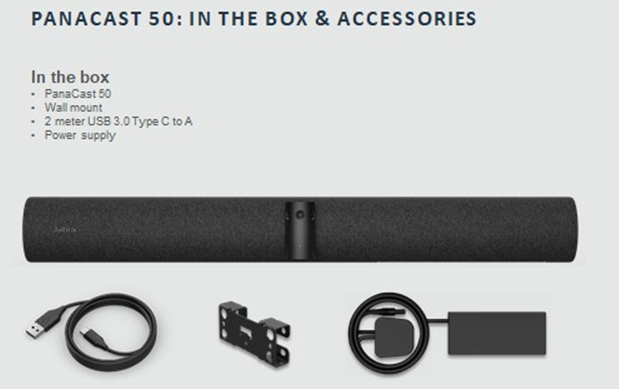 PANACAST 50: IN THE BOX & ACCESSORIES
In the box
• PanaCast 50
• Wall mount
• 2 meter USB 3.0 Type C to A
• Power supply
Jabra